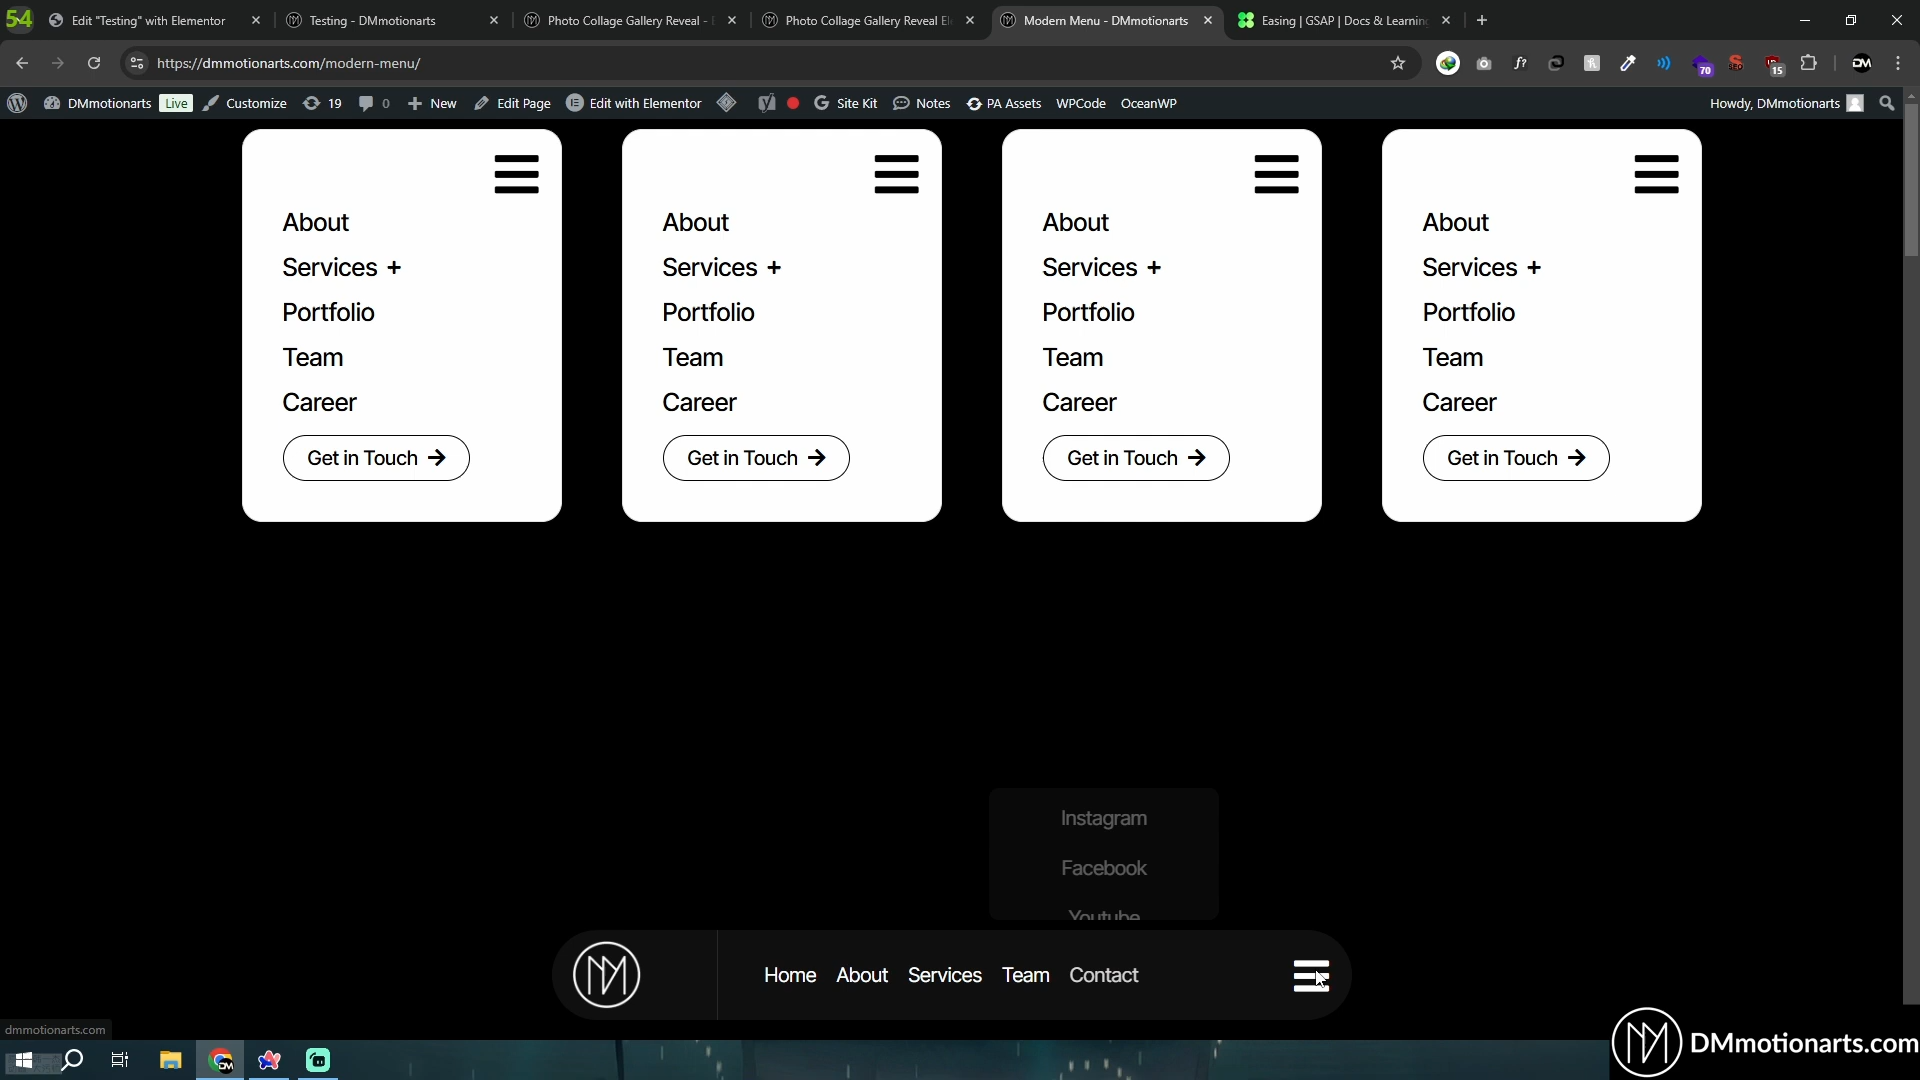 54
Edit "Testing" with Elementor
Testing - DMmotionarts
Photo Collage Gallery Reveal -
Photo Collage Gallery Reveal El
Modern Menu - DMmotionarts
Easing | GSAP | Docs & Learning
https://dmmotionarts.com/modern-menu/
70
15
DMmotionarts Live Customize 19 0 New Edit Page Edit with Elementor Site Kit Notes PA Assets WPCode OceanWP Howdy, DMmotionarts
About
Services +
Portfolio
Team
Career
Get in Touch
About
Services +
Portfolio
Team
Career
Get in Touch
About
Services +
Portfolio
Team
Career
Get in Touch
About
Services +
Portfolio
Team
Career
Get in Touch
Instagram
Facebook
Youtube
Home About Services Team Contact
dmmotionarts.com
DMmotionarts.com